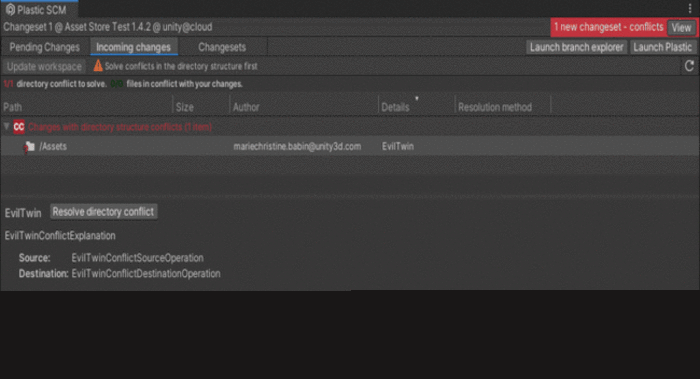 Plastic SCM
Changeset 1 @ Asset Store Test 1.4.2 @ unity@cloud
1 new changeset - conflicts View
Pending Changes Incoming changes Changesets Launch branch explorer Launch Plastic
Update workspace Solve conflicts in the directory structure first
1/1 directory conflict to solve. 0/0 files in conflict with your changes.
Path Size Author Details Resolution method
CC Changes with directory structure conflicts (1 item)
/Assets mariechristine.babin@unity3d.com EvilTwin
EvilTwin Resolve directory conflict
EvilTwinConflictExplanation
Source: EvilTwinConflictSourceOperation
Destination: EvilTwinConflictDestinationOperation